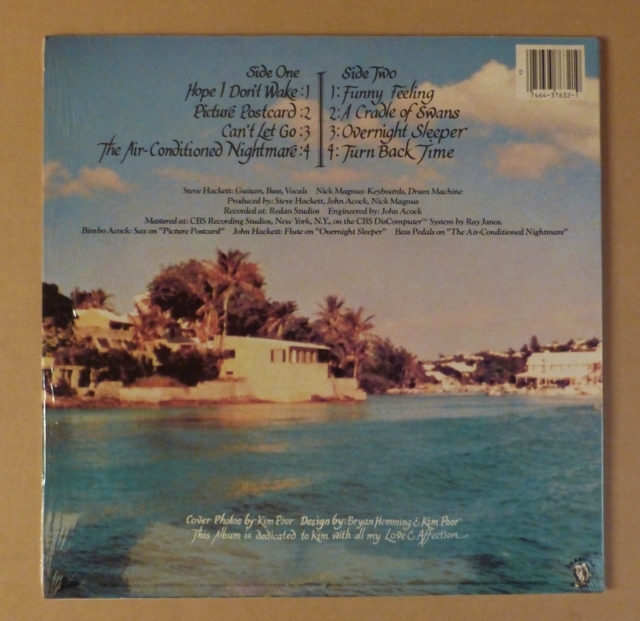 Side One
Hope I Don't Wake :1
Picture Postcard :2
Can't Let Go :3
The Air-Conditioned Nightmare :4
Side Two
1: Funny Feeling
2: A Cradle of Swans
3: Overnight Sleeper
4: Turn Back Time
0 7464-37632-1
Steve Hackett: Guitars, Bass, Vocals Nick Magnus: Keyboards, Drum Machine
Produced by: Steve Hackett, John Acock, Nick Magnus
Recorded at: Redan Studios Engineered by: John Acock
Mastered at: CBS Recording Studios, New York, N.Y., on the CBS DisComputer™ System by Ray Janos.
Bimbo Acock: Sax on "Picture Postcard" John Hackett: Flute on "Overnight Sleeper" Bass Pedals on "The Air-Conditioned Nightmare"
Cover Photos by: Kim Poor Design by: Bryan Hemming & Kim Poor
This Album is dedicated to Kim with all my Love & Affection...